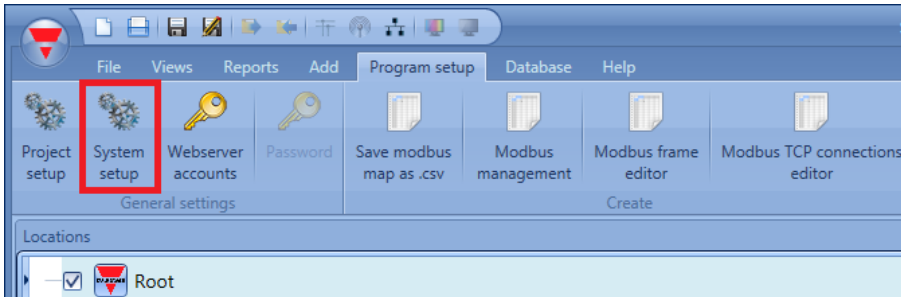 File Views Reports Add Program setup Database Help
Project System Webserver Password Save modbus Modbus Modbus frame Modbus TCP connections
setup setup accounts map as .csv management editor editor
General settings Create
Locations
Root